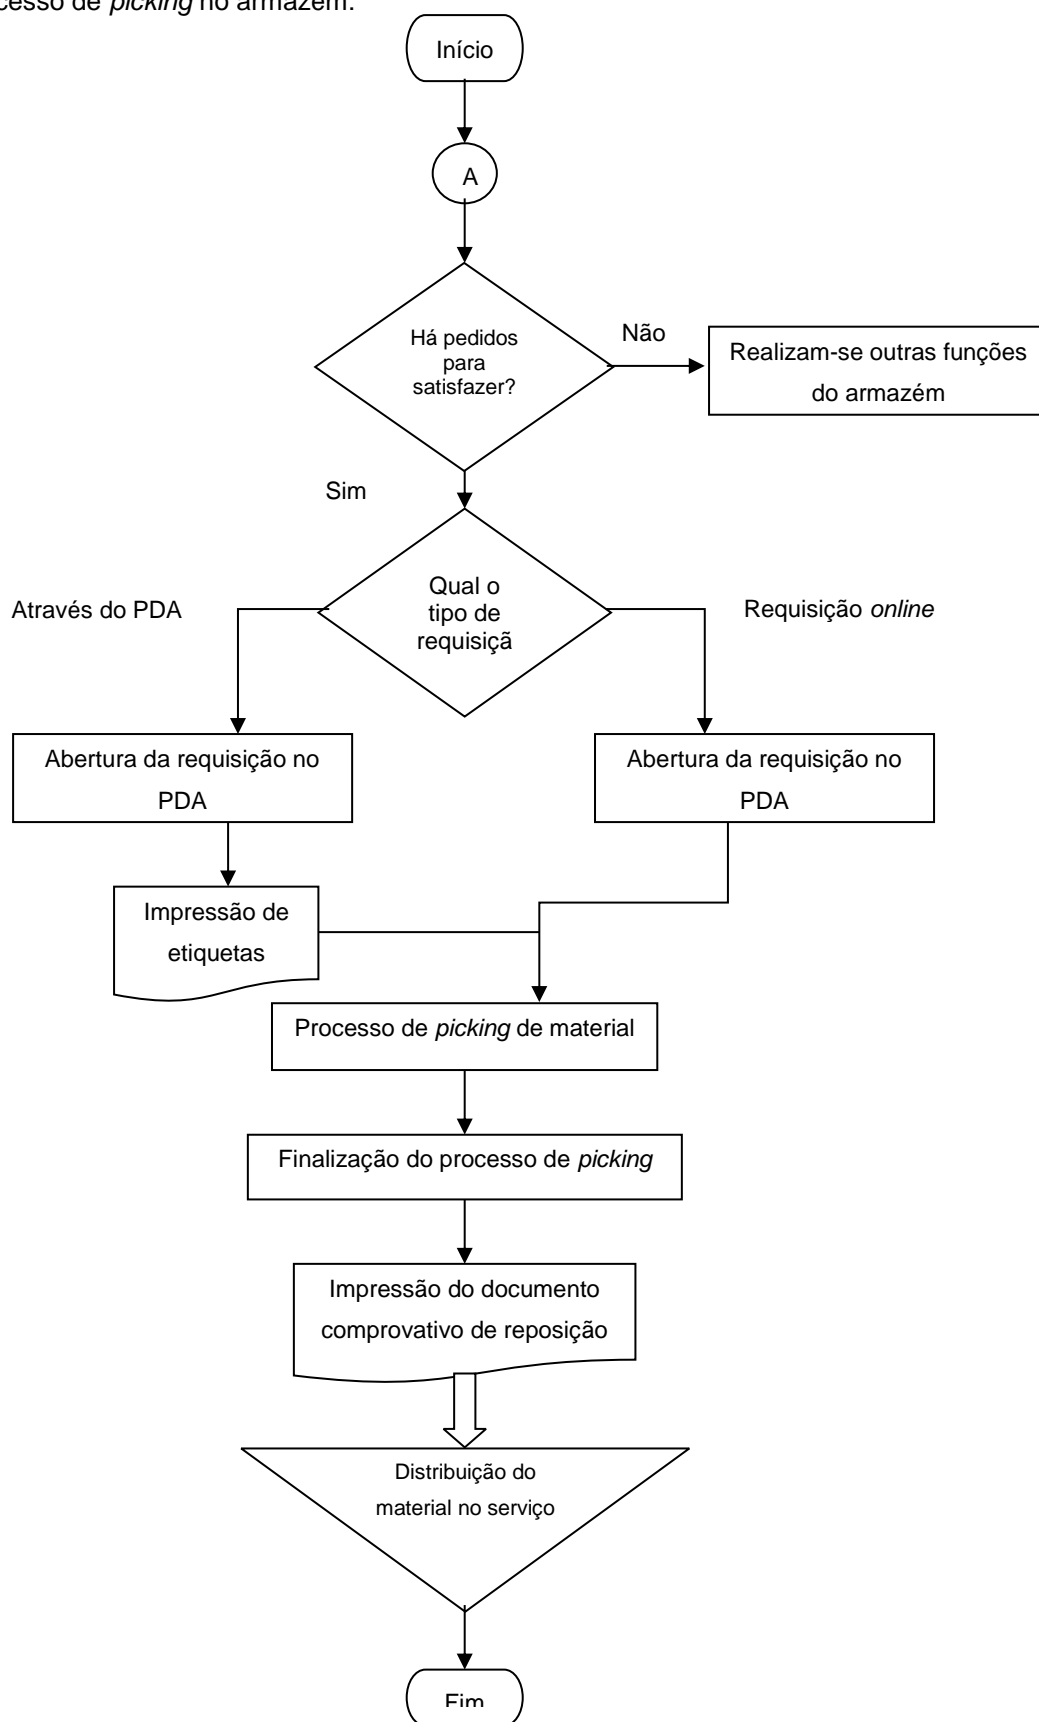 cesso de picking no armazém.
Início
A
Há pedidos
para
satisfazer?
Não
Realizam-se outras funções
do armazém
Sim
Qual o
tipo de
requisiçã
Através do PDA
Requisição online
Abertura da requisição no
PDA
Abertura da requisição no
PDA
Impressão de
etiquetas
Processo de picking de material
Finalização do processo de picking
Impressão do documento
comprovativo de reposição
Distribuição do
material no serviço
Fim